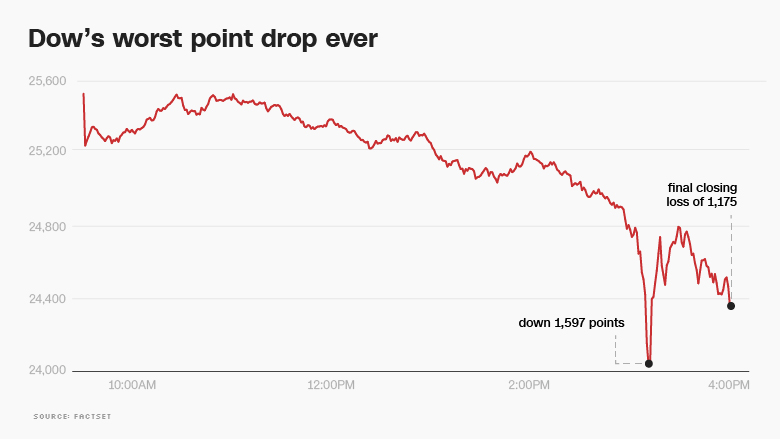 Dow’s worst point drop ever
25,600
25,200
24,800
24,400
24,000
final closing
loss of 1,175
down 1,597 points
10:00AM
12:00PM
2:00PM
4:00PM
SOURCE: FACTSET